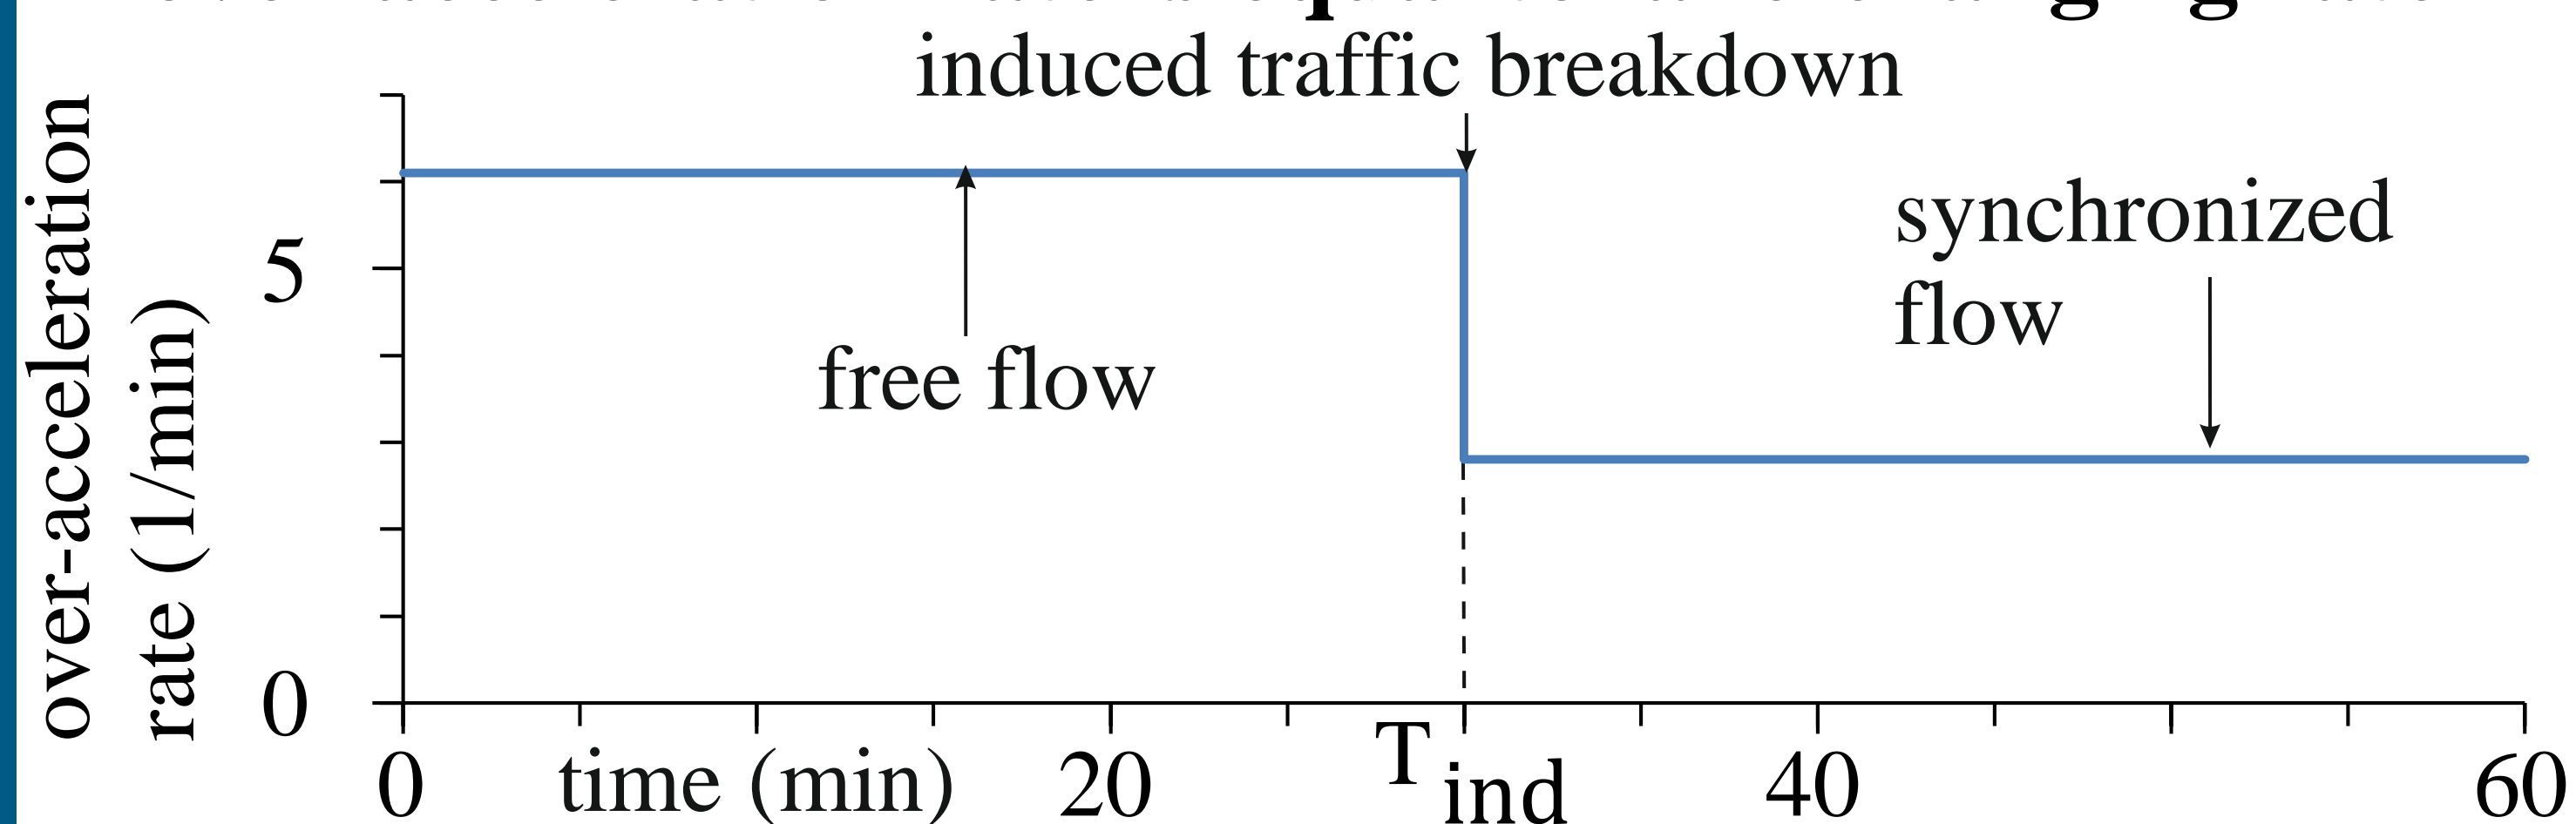 induced traffic breakdown
over-acceleration
rate (1/min)
5
synchronized
flow
free flow
0
0
time (min)
20
T ind
40
60